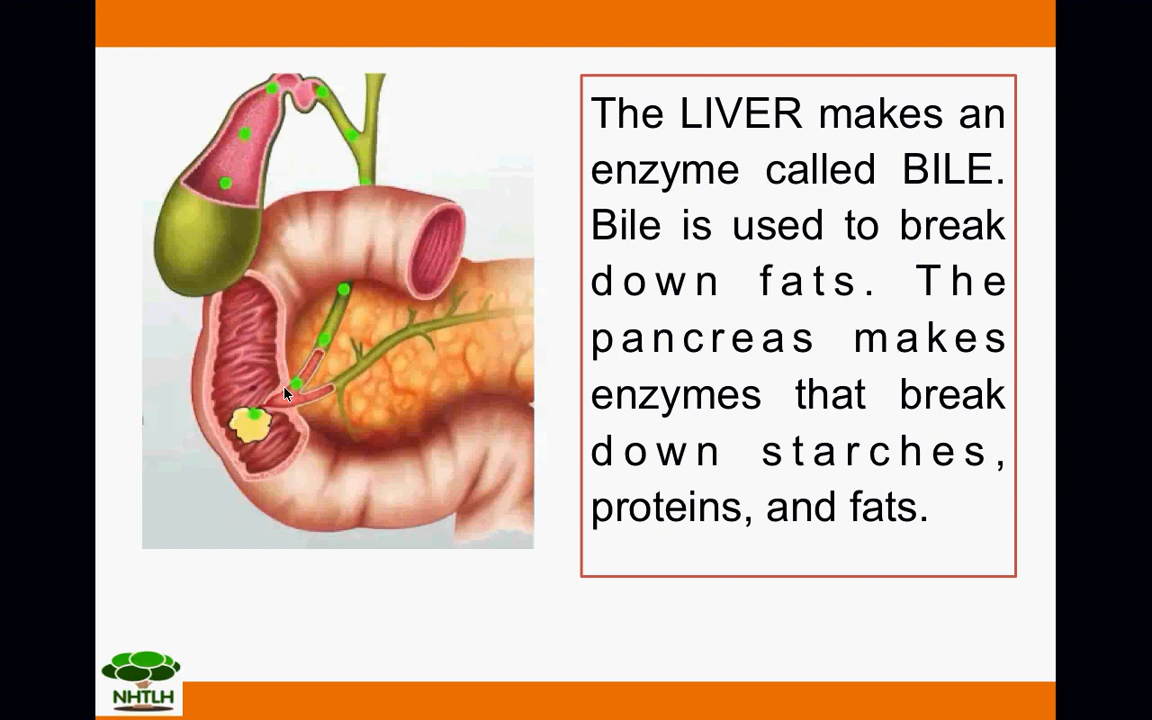 The LIVER makes an
enzyme called BILE.
Bile is used to break
down fats. The
pancreas makes
enzymes that break
down starches,
proteins, and fats.
NHTLH